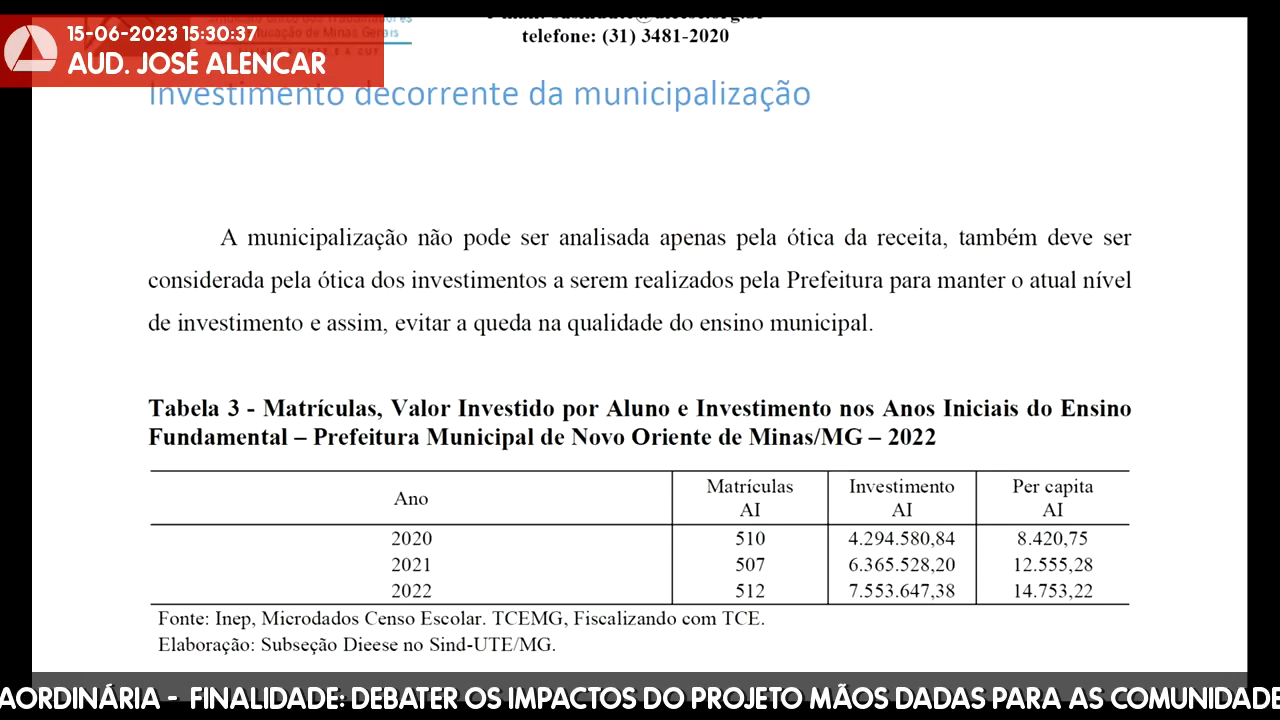 15-06-2023 15:30:37
AUD. JOSÉ ALENCAR
telefone: (31) 3481-2020
Investimento decorrente da municipalização
A municipalização não pode ser analisada apenas pela ótica da receita, também deve ser
considerada pela ótica dos investimentos a serem realizados pela Prefeitura para manter o atual nível
de investimento e assim, evitar a queda na qualidade do ensino municipal.
Tabela 3 - Matrículas, Valor Investido por Aluno e Investimento nos Anos Iniciais do Ensino
Fundamental – Prefeitura Municipal de Novo Oriente de Minas/MG – 2022
Ano Matrículas AI Investimento AI Per capita AI
2020 510 4.294.580,84 8.420,75
2021 507 6.365.528,20 12.555,28
2022 512 7.553.647,38 14.753,22
Fonte: Inep, Microdados Censo Escolar. TCEMG, Fiscalizando com TCE.
Elaboração: Subseção Dieese no Sind-UTE/MG.
AORDINÁRIA - FINALIDADE: DEBATER OS IMPACTOS DO PROJETO MÃOS DADAS PARA AS COMUNIDADE